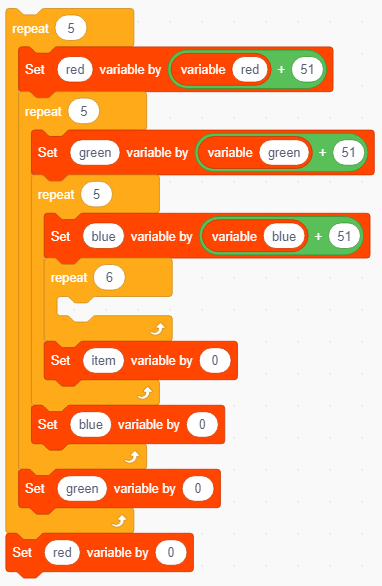 repeat 5
Set red variable by variable red + 51
repeat 5
Set green variable by variable green + 51
repeat 5
Set blue variable by variable blue + 51
repeat 6
Set item variable by 0
Set blue variable by 0
Set green variable by 0
Set red variable by 0